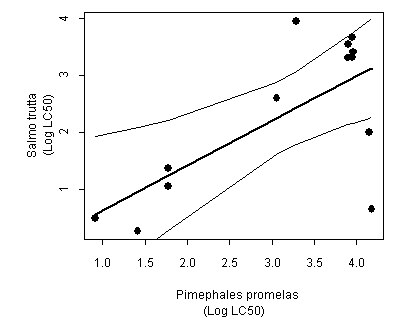 4
3
2
1
Salmo trutta
(Log LC50)
1.0 1.5 2.0 2.5 3.0 3.5 4.0
Pimephales promelas
(Log LC50)